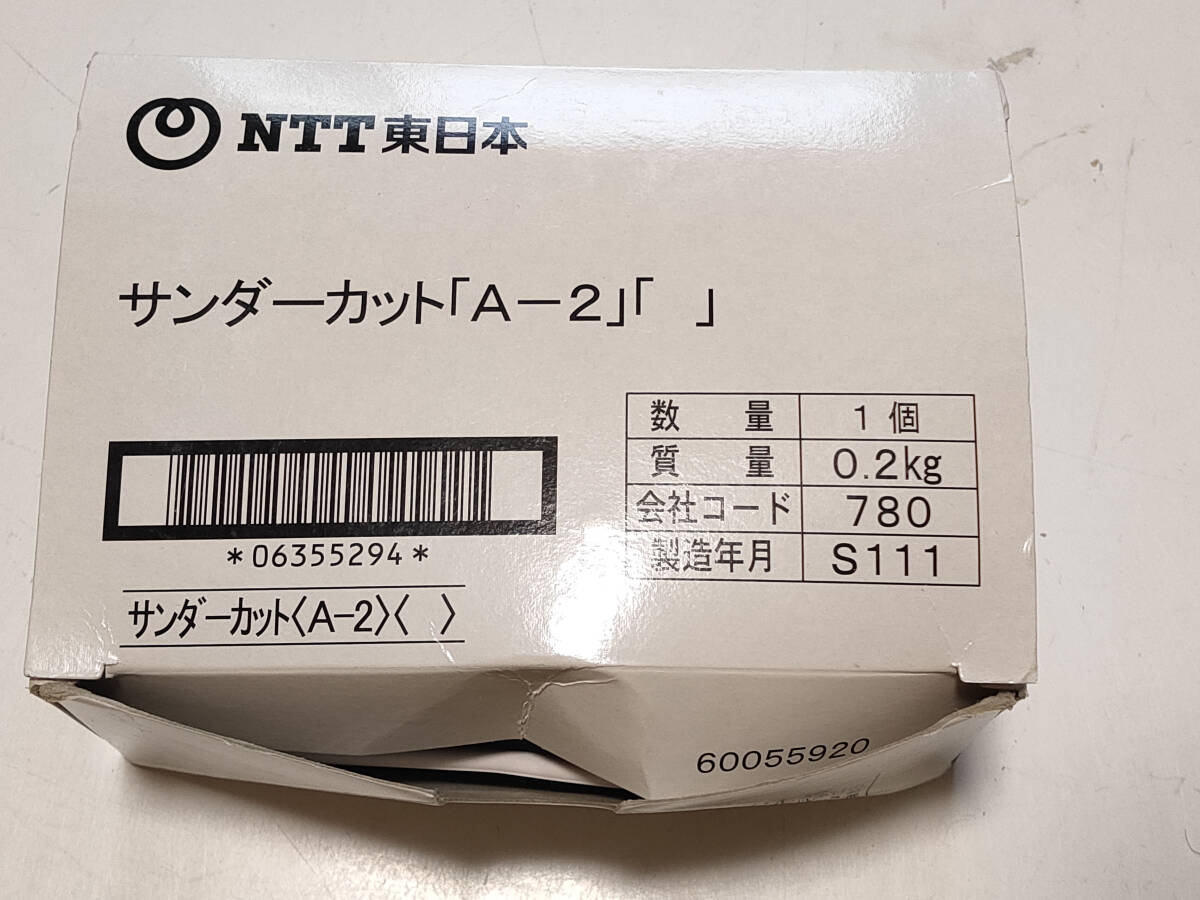 NTT東日本
サンダーカット「A－2」「　」
数　量　1個
質　量　0.2kg
会社コード　780
製造年月　S111
*06355294*
サンダーカット〈A-2〉〈　〉
60055920